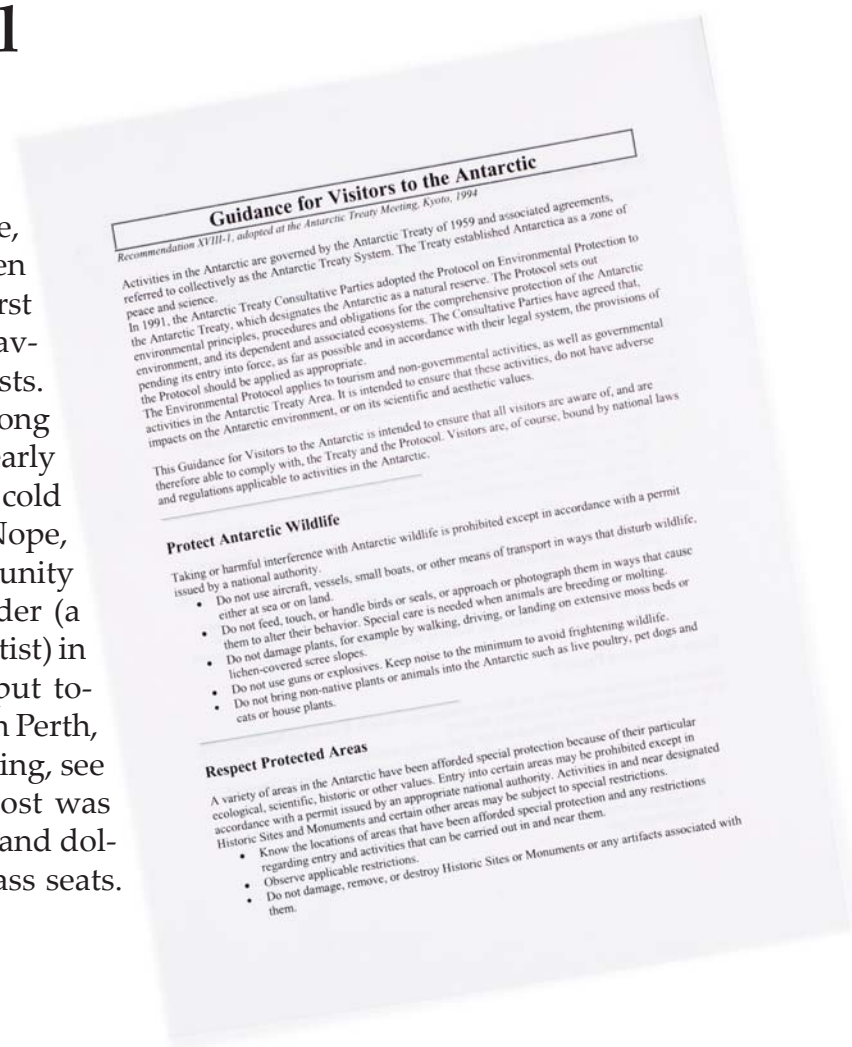 l
e,
en
rst
av-
sts.
ong
early
cold
Nope,
unity
der (a
tist) in
put to-
n Perth,
ing, see
ost was
and dol-
ass seats.
Guidance for Visitors to the Antarctic
Recommendation XVIII-1, adopted at the Antarctic Treaty Meeting, Kyoto, 1994
Activities in the Antarctic are governed by the Antarctic Treaty of 1959 and associated agreements,
referred to collectively as the Antarctic Treaty System. The Treaty established Antarctica as a zone of
peace and science.
In 1991, the Antarctic Treaty Consultative Parties adopted the Protocol on Environmental Protection to
the Antarctic Treaty, which designates the Antarctic as a natural reserve. The Protocol sets out
environmental principles, procedures and obligations for the comprehensive protection of the Antarctic
environment, and its dependent and associated ecosystems. The Consultative Parties have agreed that,
pending its entry into force, as far as possible and in accordance with their legal system, the provisions of
the Protocol should be applied as appropriate.
The Environmental Protocol applies to tourism and non-governmental activities, as well as governmental
activities in the Antarctic Treaty Area. It is intended to ensure that these activities, do not have adverse
impacts on the Antarctic environment, or on its scientific and aesthetic values.
This Guidance for Visitors to the Antarctic is intended to ensure that all visitors are aware of, and are
therefore able to comply with, the Treaty and the Protocol. Visitors are, of course, bound by national laws
and regulations applicable to activities in the Antarctic.
Protect Antarctic Wildlife
Taking or harmful interference with Antarctic wildlife is prohibited except in accordance with a permit
issued by a national authority.
• Do not use aircraft, vessels, small boats, or other means of transport in ways that disturb wildlife,
either at sea or on land.
• Do not feed, touch, or handle birds or seals, or approach or photograph them in ways that cause
them to alter their behavior. Special care is needed when animals are breeding or molting.
• Do not damage plants, for example by walking, driving, or landing on extensive moss beds or
lichen-covered scree slopes.
• Do not use guns or explosives. Keep noise to the minimum to avoid frightening wildlife.
• Do not bring non-native plants or animals into the Antarctic such as live poultry, pet dogs and
cats or house plants.
Respect Protected Areas
A variety of areas in the Antarctic have been afforded special protection because of their particular
ecological, scientific, historic or other values. Entry into certain areas may be prohibited except in
accordance with a permit issued by an appropriate national authority. Activities in and near designated
Historic Sites and Monuments and certain other areas may be subject to special restrictions.
• Know the locations of areas that have been afforded special protection and any restrictions
regarding entry and activities that can be carried out in and near them.
• Observe applicable restrictions.
• Do not damage, remove, or destroy Historic Sites or Monuments or any artifacts associated with
them.